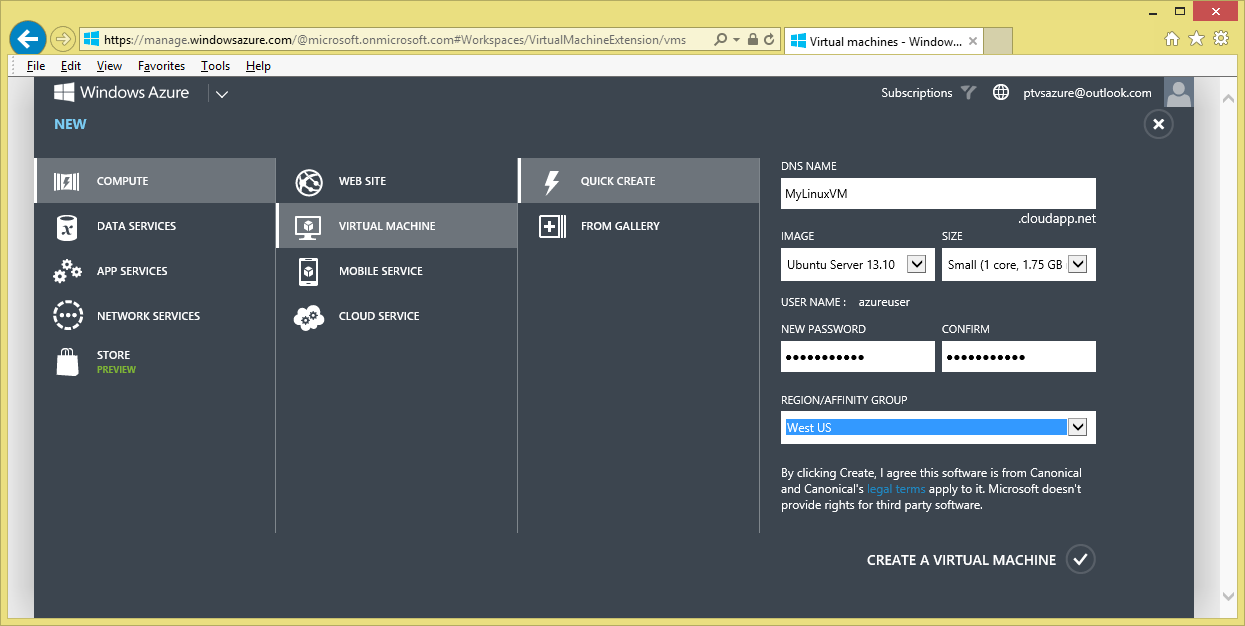 https://manage.windowsazure.com/@microsoft.onmicrosoft.com#Workspaces/VirtualMachineExtension/vms
Virtual machines - Window...
File Edit View Favorites Tools Help
Windows Azure
Subscriptions
ptvsazure@outlook.com
NEW
COMPUTE
DATA SERVICES
APP SERVICES
NETWORK SERVICES
STORE
PREVIEW
WEB SITE
VIRTUAL MACHINE
MOBILE SERVICE
CLOUD SERVICE
QUICK CREATE
FROM GALLERY
DNS NAME
MyLinuxVM
.cloudapp.net
IMAGE SIZE
Ubuntu Server 13.10 Small (1 core, 1.75 GB
USER NAME : azureuser
NEW PASSWORD CONFIRM
●●●●●●●●●●● ●●●●●●●●●●●
REGION/AFFINITY GROUP
West US
By clicking Create, I agree this software is from Canonical
and Canonical's legal terms apply to it. Microsoft doesn't
provide rights for third party software.
CREATE A VIRTUAL MACHINE